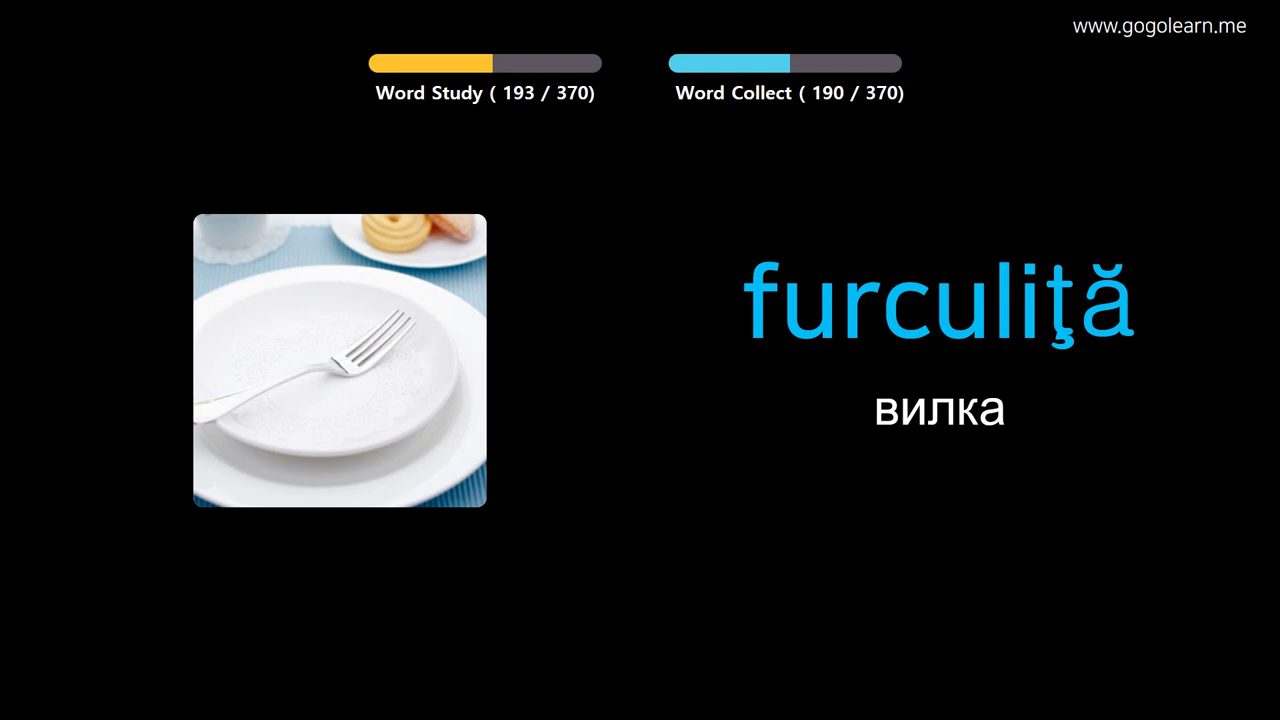 www.gogolearn.me
Word Study ( 193 / 370)
Word Collect ( 190 / 370)
furculiţă
вилка